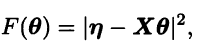 F(θ) = |η − Xθ|²,